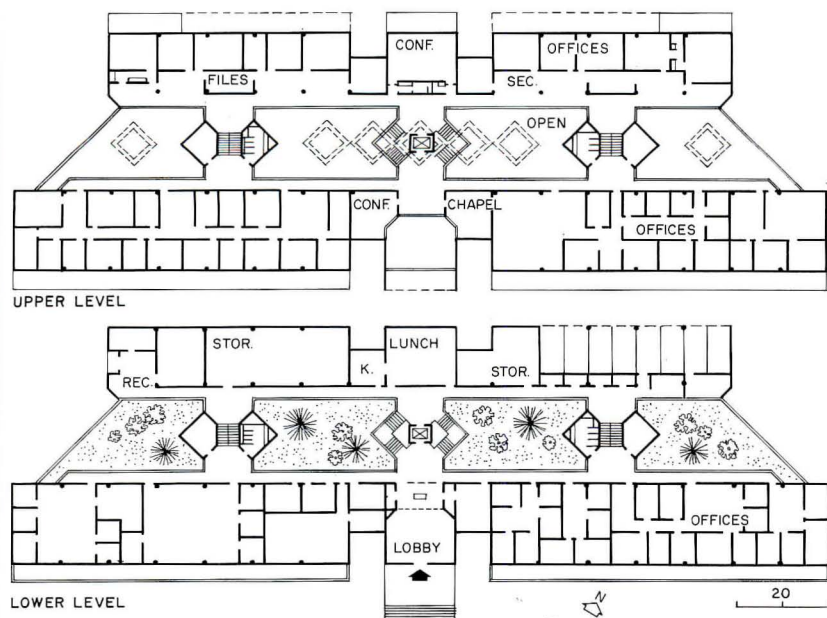 CONF.
OFFICES
FILES
SEC.
OPEN
CONF.
CHAPEL
OFFICES
UPPER LEVEL
STOR.
LUNCH
K.
STOR.
REC.
OFFICES
LOBBY
N
20
LOWER LEVEL